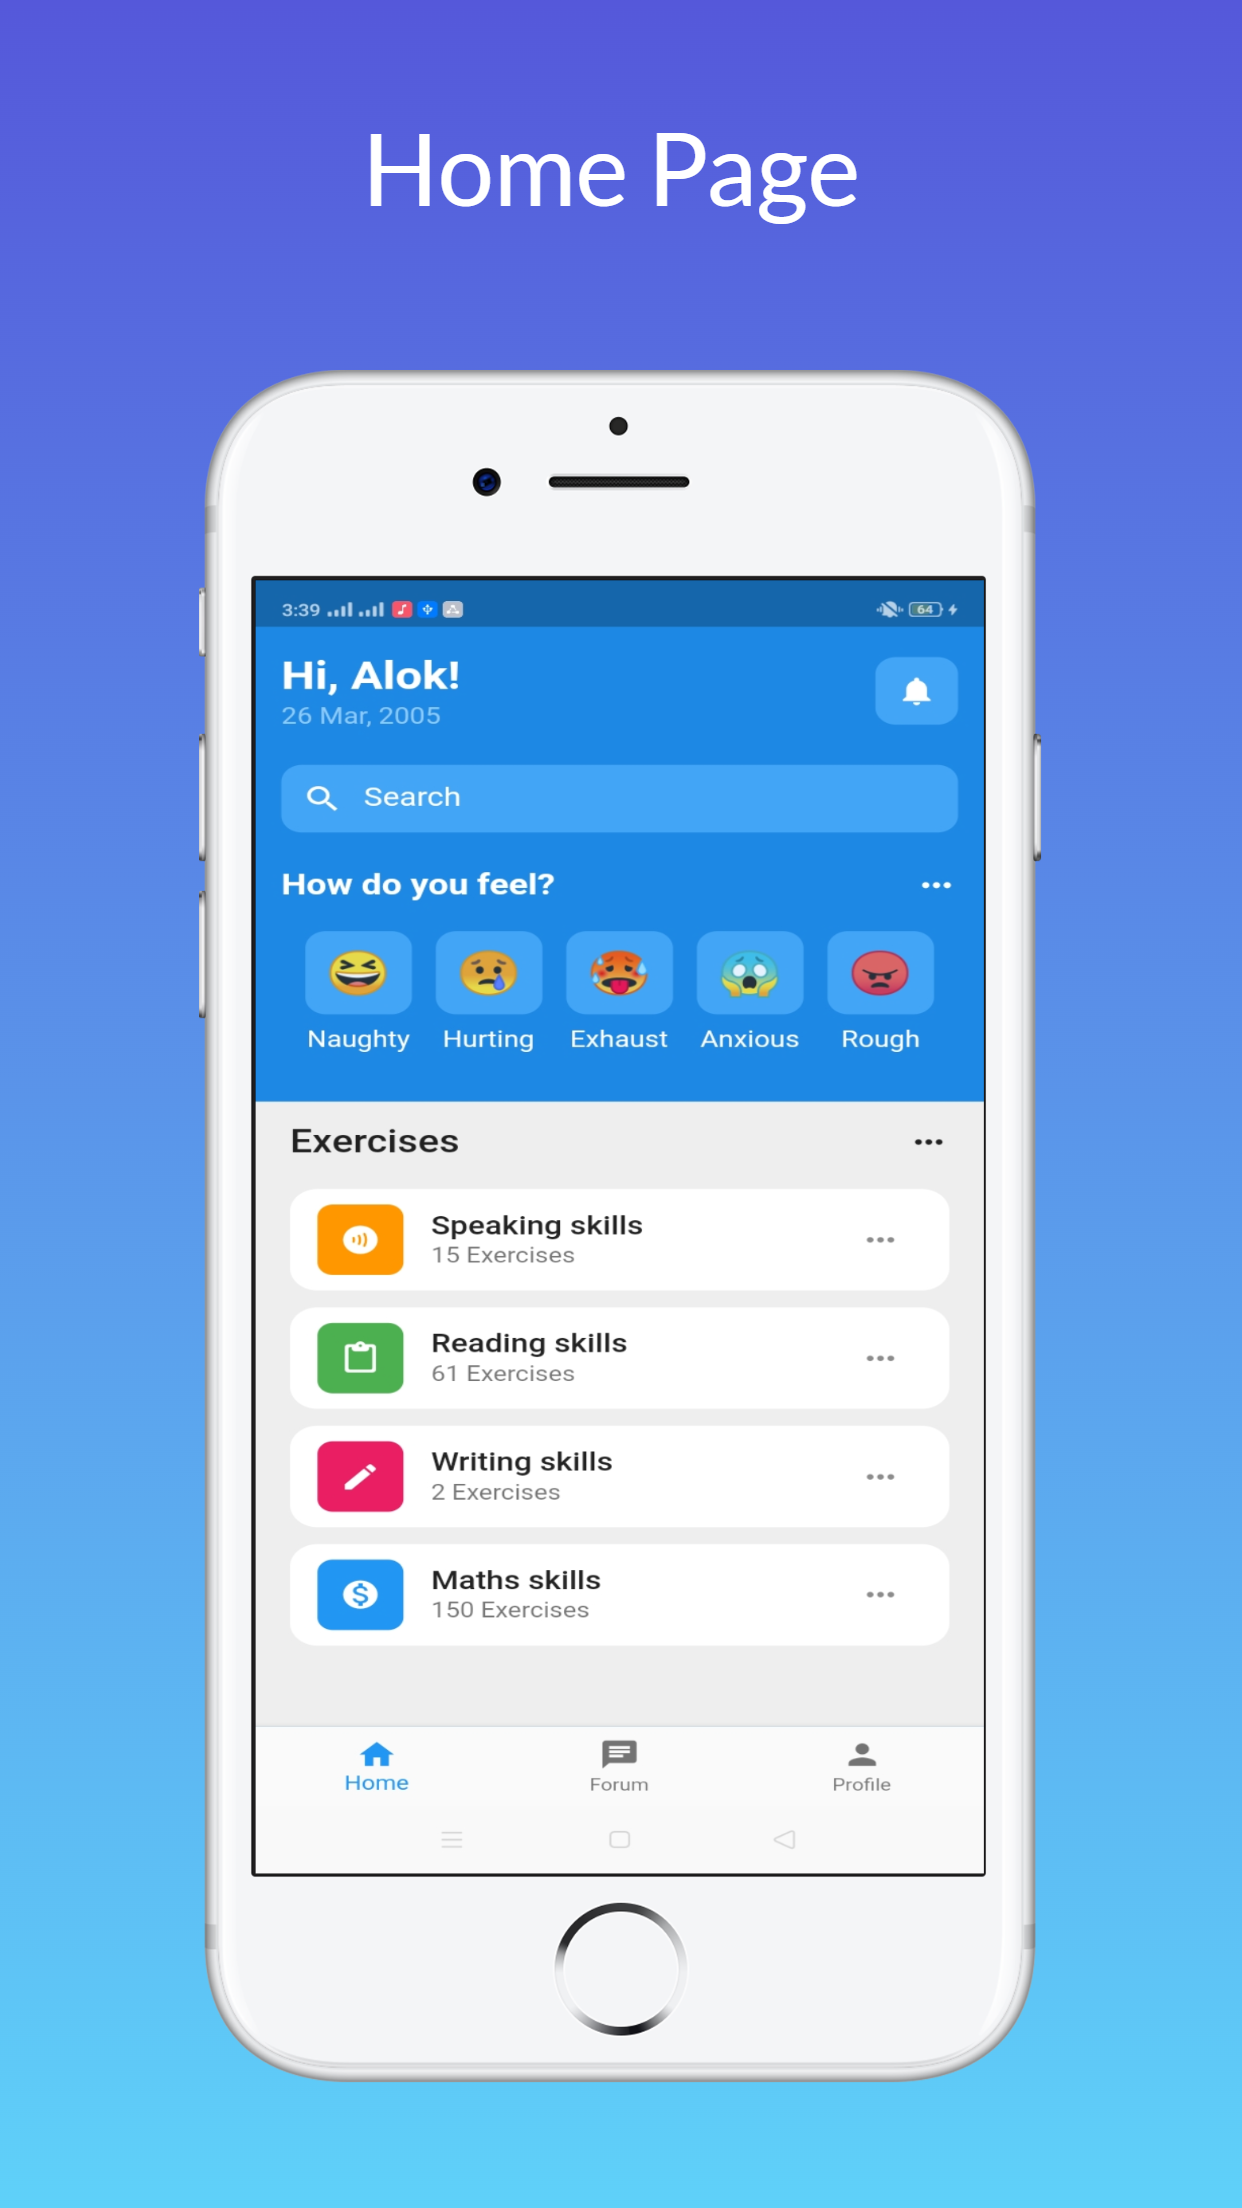 Home Page
3:39
64
Hi, Alok!
26 Mar, 2005
Search
How do you feel?
Naughty Hurting Exhaust Anxious Rough
Exercises
Speaking skills
15 Exercises
Reading skills
61 Exercises
Writing skills
2 Exercises
Maths skills
150 Exercises
Home Forum Profile